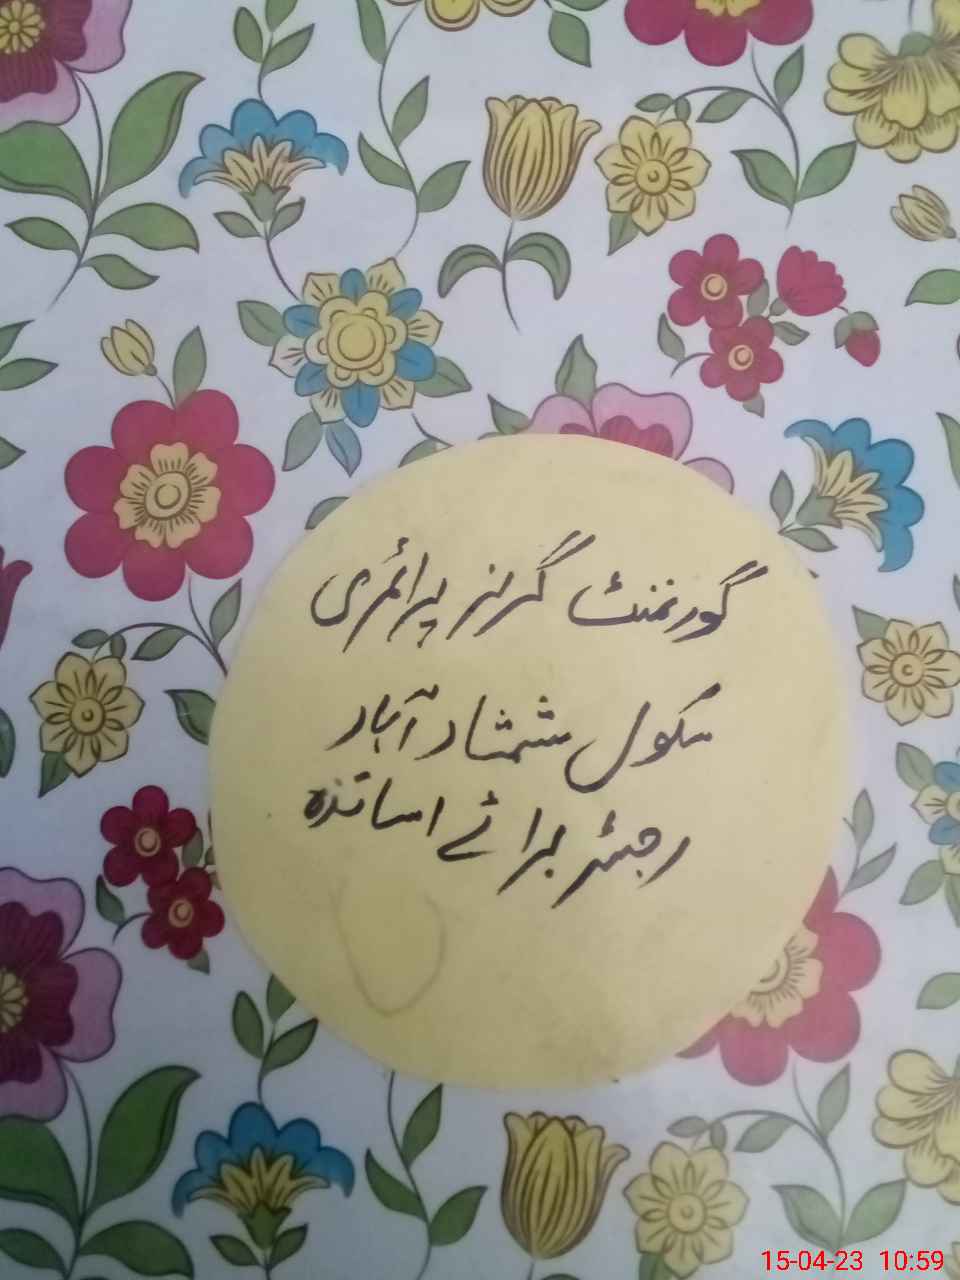 گورنمنٹ گرلز پرائمری
سکول شمشاد آباد
رجسٹر برائے اساتذہ
15-04-23 10:59